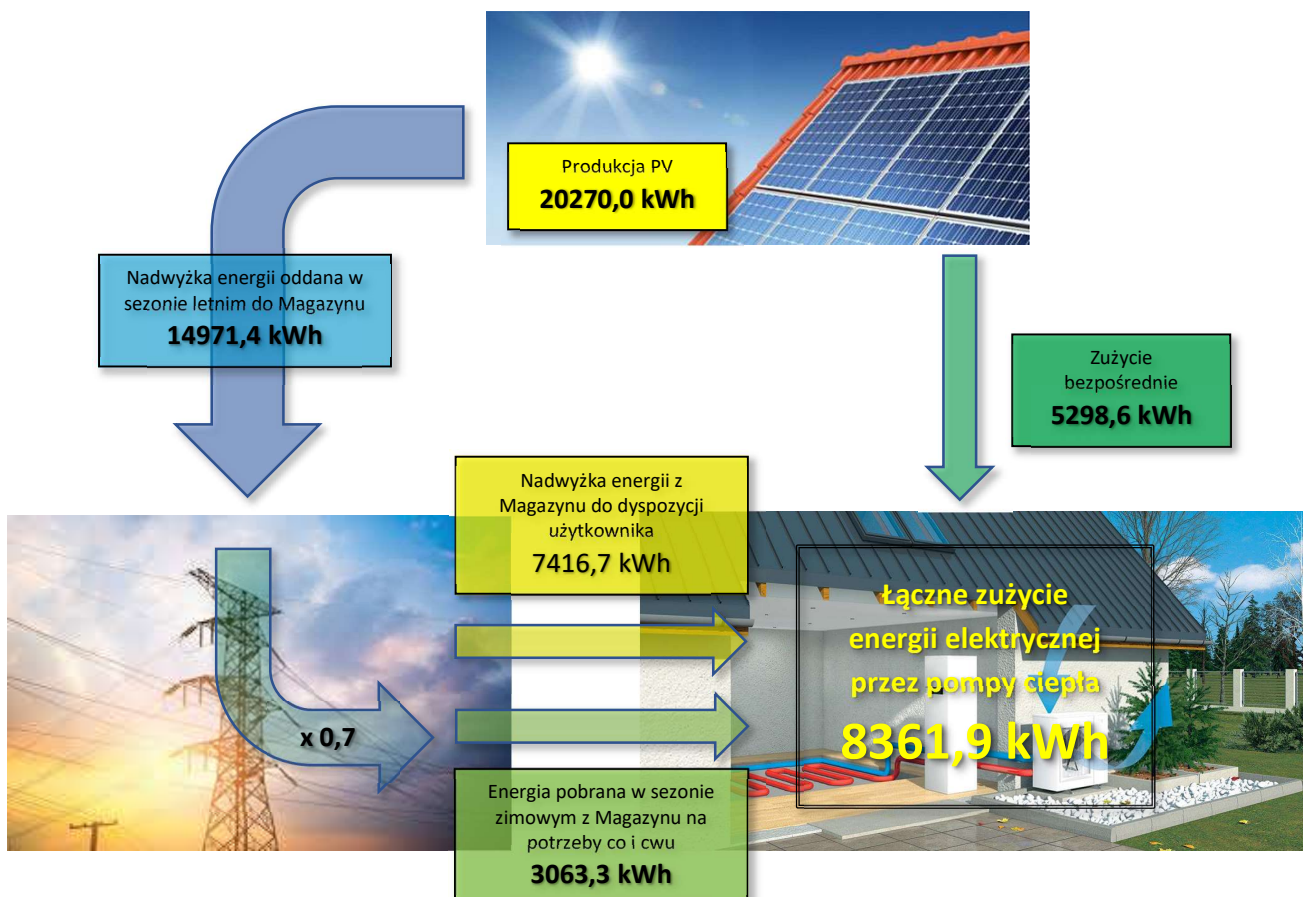 Produkcja PV
20270,0 kWh
Nadwyżka energii oddana w
sezonie letnim do Magazynu
14971,4 kWh
Zużycie
bezpośrednie
5298,6 kWh
Nadwyżka energii z
Magazynu do dyspozycji
użytkownika
7416,7 kWh
Łączne zużycie
energii elektrycznej
przez pompy ciepła
8361,9 kWh
x 0,7
Energia pobrana w sezonie
zimowym z Magazynu na
potrzeby co i cwu
3063,3 kWh